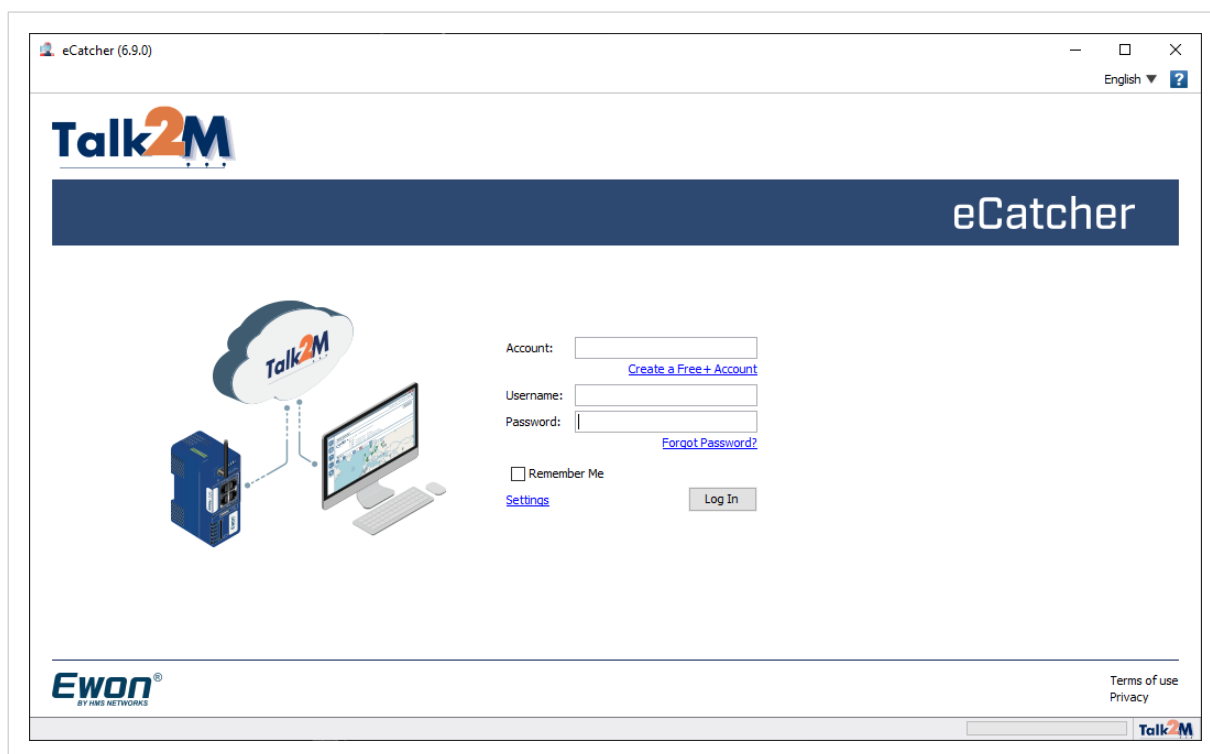 eCatcher (6.9.0)
English ▼ ?
Talk2M
eCatcher
Talk2M
Account:
Create a Free+ Account
Username:
Password:
Forgot Password?
Remember Me
Settings
Log In
Ewon®
BY HMS NETWORKS
Terms of use
Privacy
Talk2M